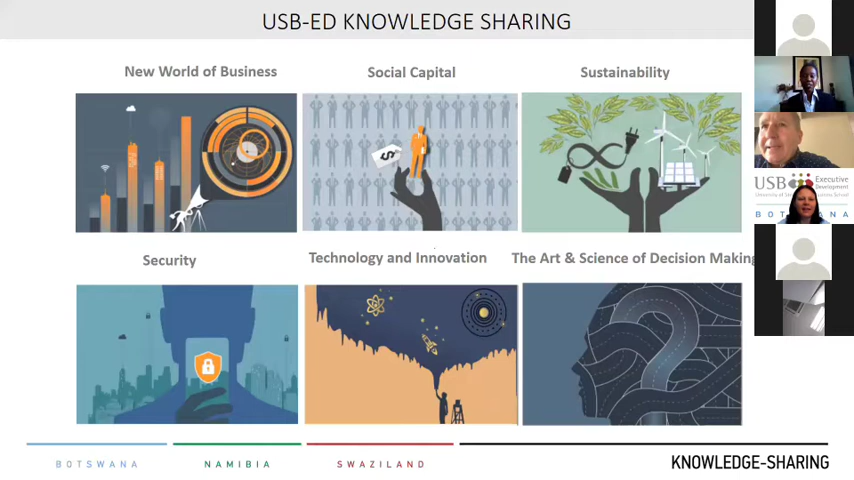 USB-ED KNOWLEDGE SHARING
New World of Business
Social Capital
Sustainability
$
Security
Technology and Innovation
The Art & Science of Decision Making
USB
Executive
Development
BOTSWANA
BOTSWANA
NAMIBIA
SWAZILAND
KNOWLEDGE-SHARING